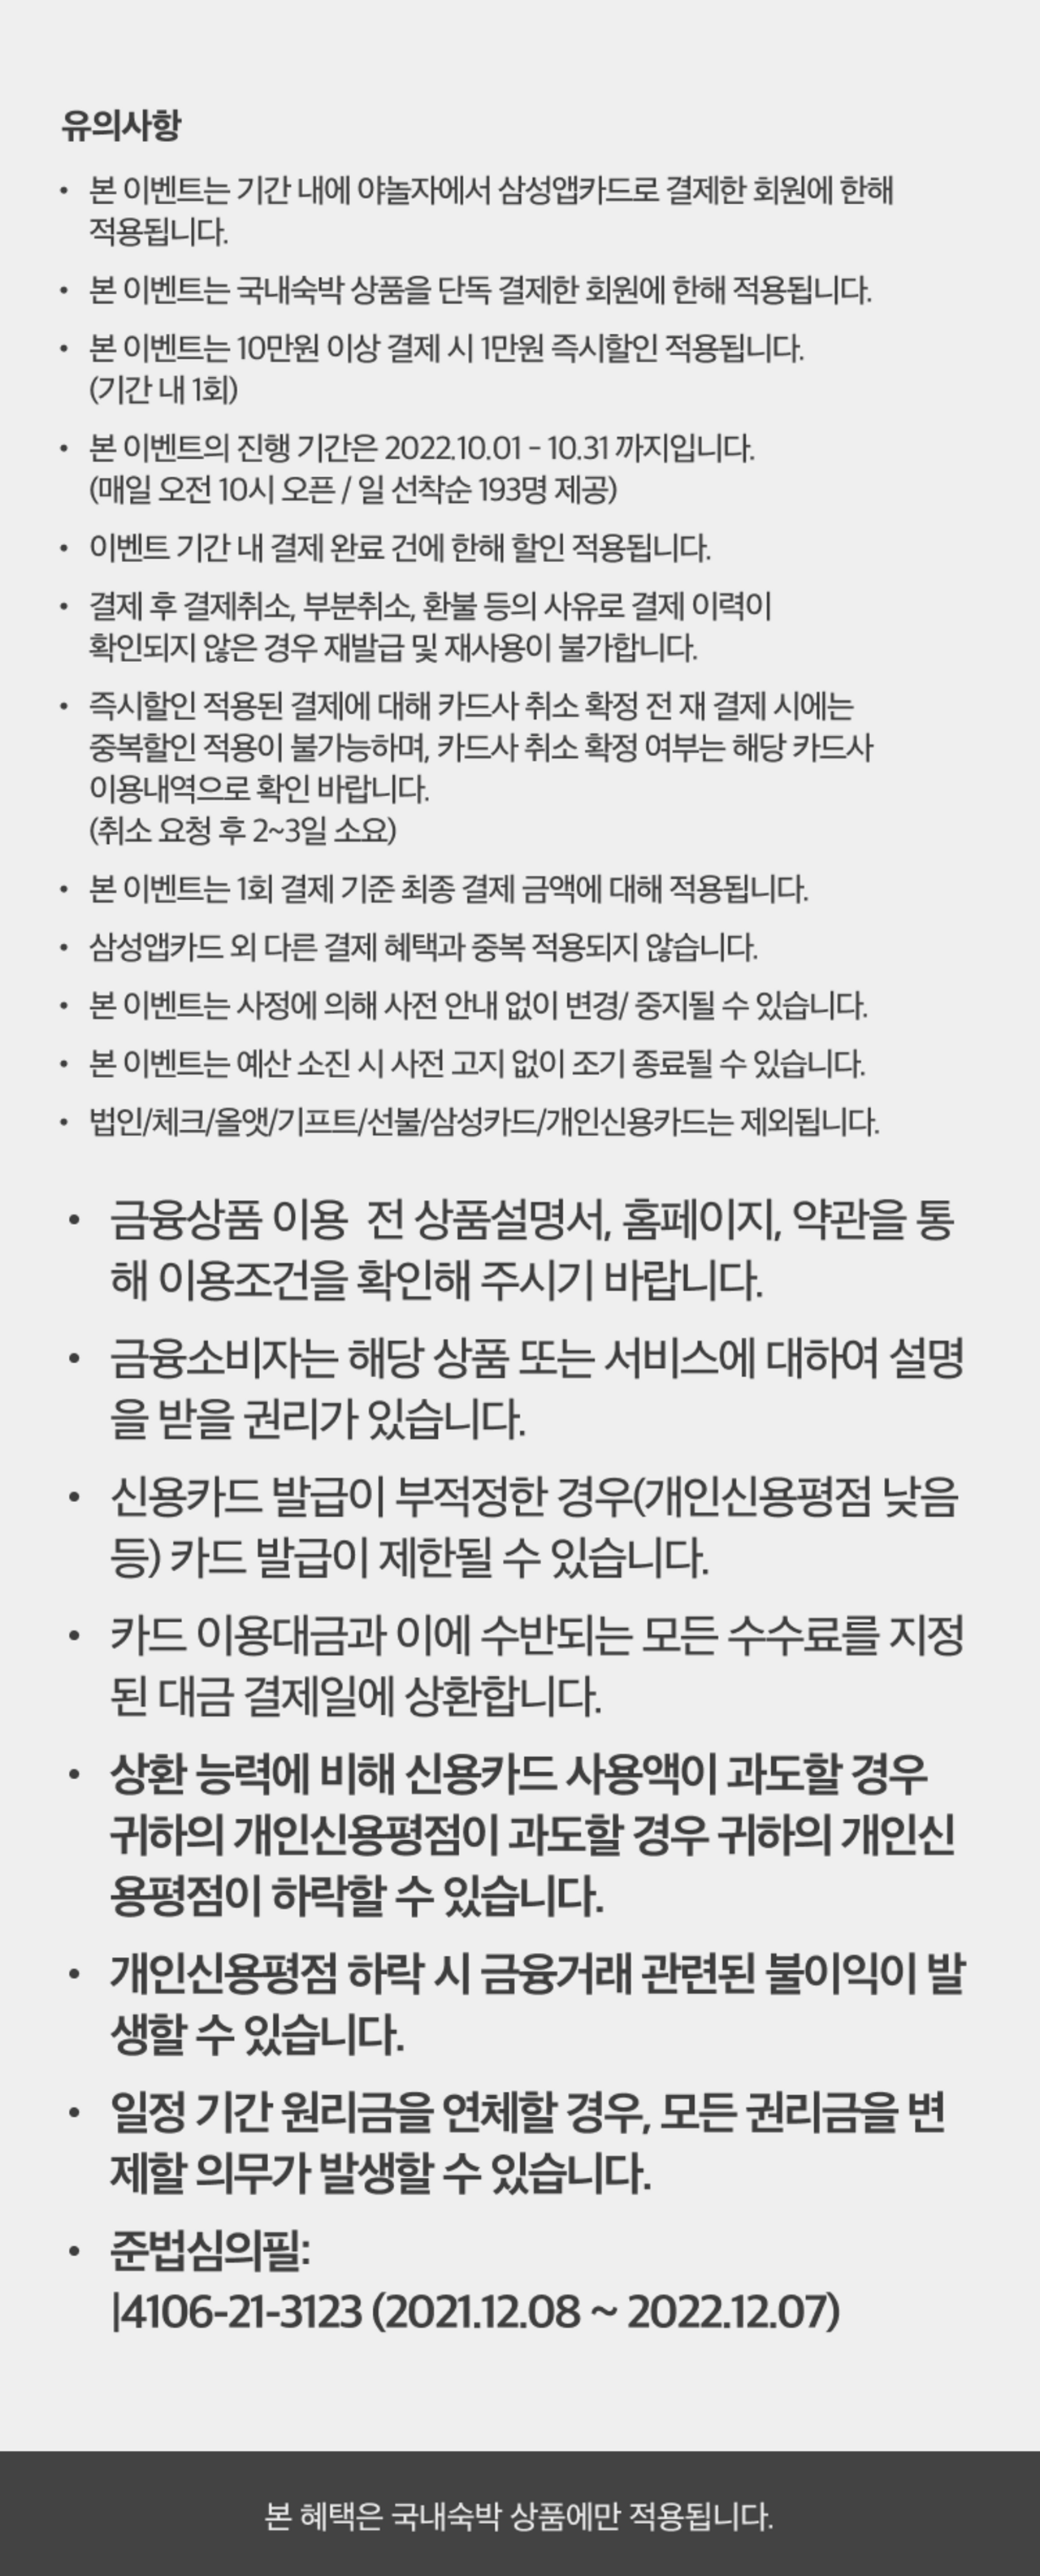 유의사항
• 본 이벤트는 기간 내에 야놀자에서 삼성앱카드로 결제한 회원에 한해
적용됩니다.
• 본 이벤트는 국내숙박 상품을 단독 결제한 회원에 한해 적용됩니다.
• 본 이벤트는 10만원 이상 결제 시 1만원 즉시할인 적용됩니다.
(기간 내 1회)
• 본 이벤트의 진행 기간은 2022.10.01 - 10.31 까지입니다.
(매일 오전 10시 오픈 / 일 선착순 193명 제공)
• 이벤트 기간 내 결제 완료 건에 한해 할인 적용됩니다.
• 결제 후 결제취소, 부분취소, 환불 등의 사유로 결제 이력이
확인되지 않은 경우 재발급 및 재사용이 불가합니다.
• 즉시할인 적용된 결제에 대해 카드사 취소 확정 전 재 결제 시에는
중복할인 적용이 불가능하며, 카드사 취소 확정 여부는 해당 카드사
이용내역으로 확인 바랍니다.
(취소 요청 후 2~3일 소요)
• 본 이벤트는 1회 결제 기준 최종 결제 금액에 대해 적용됩니다.
• 삼성앱카드 외 다른 결제 혜택과 중복 적용되지 않습니다.
• 본 이벤트는 사정에 의해 사전 안내 없이 변경/ 중지될 수 있습니다.
• 본 이벤트는 예산 소진 시 사전 고지 없이 조기 종료될 수 있습니다.
• 법인/체크/올앳/기프트/선불/삼성카드/개인신용카드는 제외됩니다.
• 금융상품 이용  전 상품설명서, 홈페이지, 약관을 통
해 이용조건을 확인해 주시기 바랍니다.
• 금융소비자는 해당 상품 또는 서비스에 대하여 설명
을 받을 권리가 있습니다.
• 신용카드 발급이 부적정한 경우(개인신용평점 낮음
등) 카드 발급이 제한될 수 있습니다.
• 카드 이용대금과 이에 수반되는 모든 수수료를 지정
된 대금 결제일에 상환합니다.
• 상환 능력에 비해 신용카드 사용액이 과도할 경우
귀하의 개인신용평점이 과도할 경우 귀하의 개인신
용평점이 하락할 수 있습니다.
• 개인신용평점 하락 시 금융거래 관련된 불이익이 발
생할 수 있습니다.
• 일정 기간 원리금을 연체할 경우, 모든 권리금을 변
제할 의무가 발생할 수 있습니다.
• 준법심의필:
|4106-21-3123 (2021.12.08 ~ 2022.12.07)
본 혜택은 국내숙박 상품에만 적용됩니다.